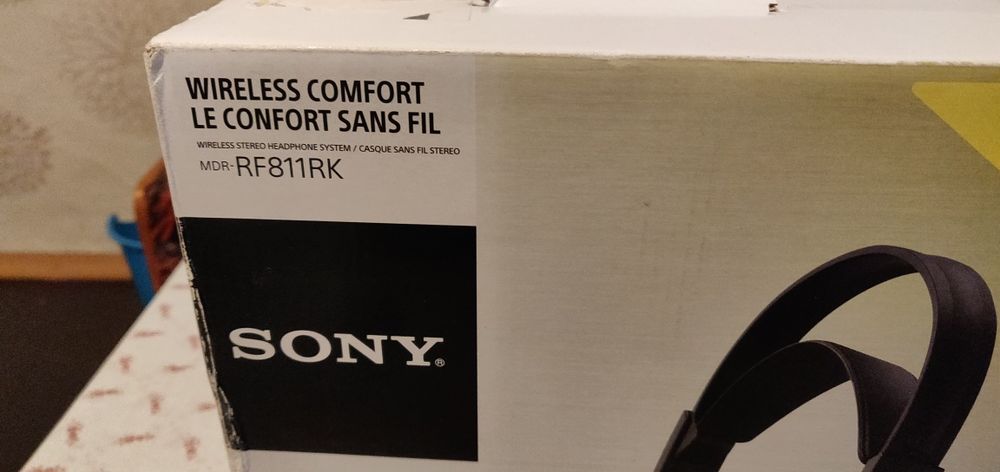 WIRELESS COMFORT
LE CONFORT SANS FIL
WIRELESS STEREO HEADPHONE SYSTEM / CASQUE SANS FIL STEREO
MDR-RF811RK
SONY®